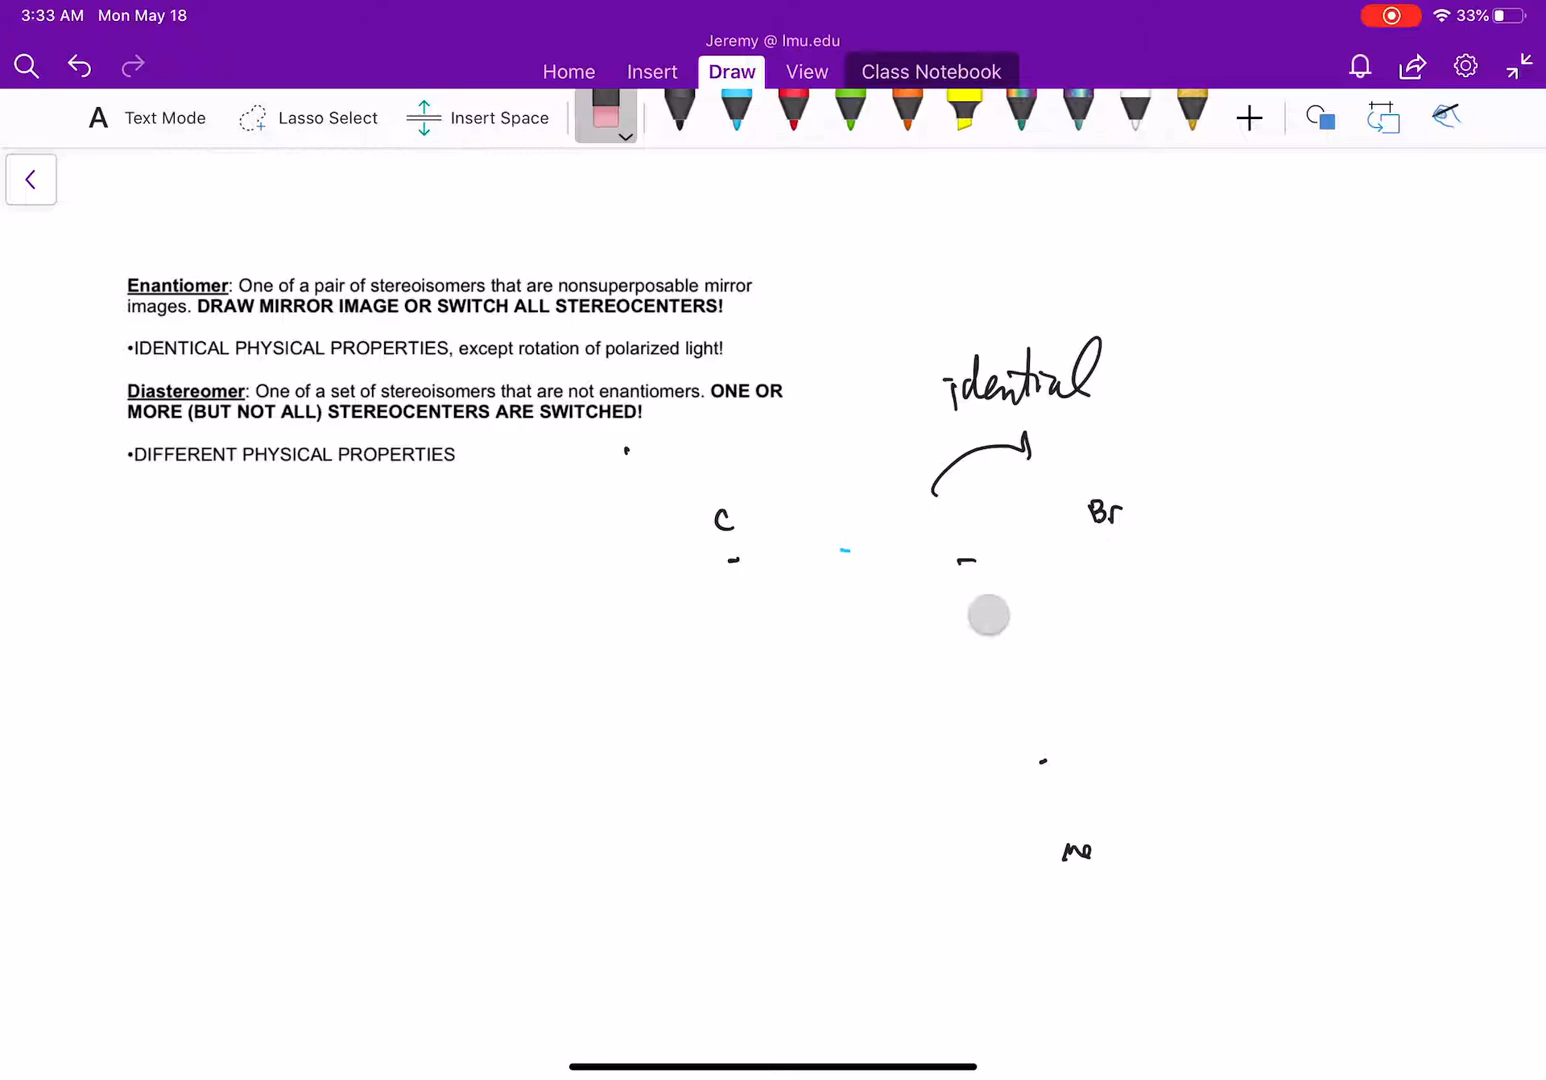 3:33 AM Mon May 18
33%
Jeremy @ lmu.edu
Home Insert Draw View Class Notebook
A Text Mode Lasso Select Insert Space
Enantiomer: One of a pair of stereoisomers that are nonsuperposable mirror
images. DRAW MIRROR IMAGE OR SWITCH ALL STEREOCENTERS!
•IDENTICAL PHYSICAL PROPERTIES, except rotation of polarized light!
identical
Diastereomer: One of a set of stereoisomers that are not enantiomers. ONE OR
MORE (BUT NOT ALL) STEREOCENTERS ARE SWITCHED!
•DIFFERENT PHYSICAL PROPERTIES
C
Br
Me